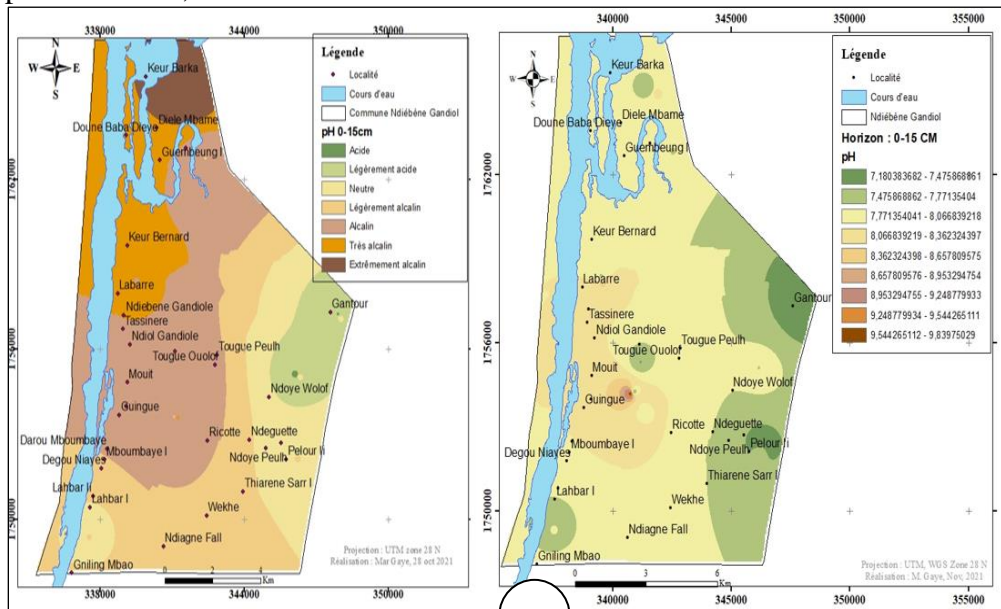 338000 344000 350000
N
W E
S
Légende
Localité
Cours d'eau
Commune Ndiébène Gandiol
pH 0-15cm
Acide
Légèrement acide
Neutre
Légèrement alcalin
Alcalin
Très alcalin
Extrêmement alcalin
Keur Barka
Diele Mbame
Doune Baba Dieye
Guembeung I
1762000
Keur Bernard
Labarre
Gantour
Ndiebene Gandiole
Tassinere
Ndiol Gandiole
Tougue Peulh
Tougue Ouolof
Mouit
Ndoye Wolof
Guingue
Ricotte
Ndeguette
Darou Mboumbaye
Mboumbaye I
Pelour Ii
Ndoye Peulh
Degou Niayes
Thiarene Sarr I
Lahbar Ii
Lahbar I
Wekhe
1750000
Ndiagne Fall
Gniling Mbao
Projection : UTM zone 28 N
Réalisation : Mar Gaye, 28 oct 2021
0 2
Km
340000 345000 350000 355000
N
W E
S
Légende
Localité
Cours d'eau
Ndiébène Gandiol
Horizon : 0-15 CM
pH
7,180383682 - 7,475868861
7,475868862 - 7,77135404
7,771354041 - 8,066839218
8,066839219 - 8,362324397
8,362324398 - 8,657809575
8,657809576 - 8,953294754
8,953294755 - 9,248779933
9,248779934 - 9,544265111
9,544265112 - 9,83975029
Keur Barka
Diele Mbame
Doune Baba Dieye
Guembeung I
1762000
Keur Bernard
Labarre
Gantour
Tassinere
Ndiol Gandiole
1756000
Tougue Peulh
Tougue Ouolof
Mouit
Ndoye Wolof
Guingue
Ricotte
Ndeguette
Mboumbaye I
Pelour Ii
Ndoye Peulh
Degou Niayes
Thiarene Sarr I
Lahbar I
Wekhe
1750000
Ndiagne Fall
Gniling Mbao
Projection : UTM, WGS Zone 28 N
Réalisation : M. Gaye, Nov, 2021
0 3 6
Km